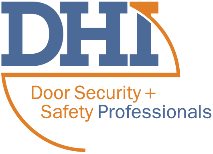 DHI
Door Security +
Safety Professionals